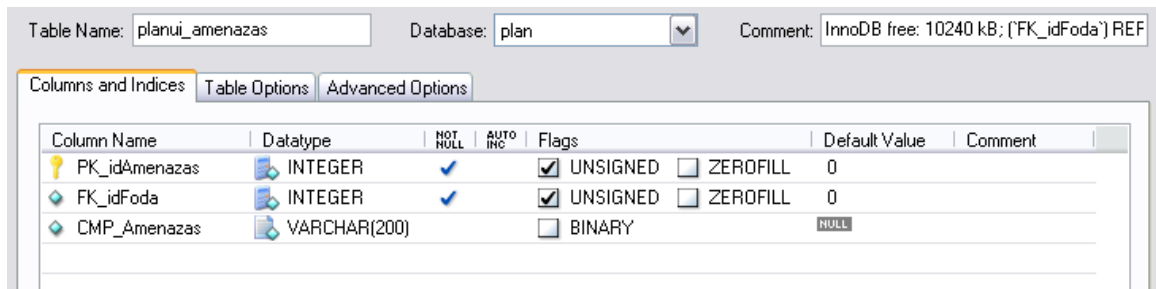 Table Name: planui_amenazas Database: plan Comment: InnoDB free: 10240 kB; (`FK_idFoda`) REF
Columns and Indices Table Options Advanced Options
Column Name Datatype NOT NULL AUTO INC Flags Default Value Comment
PK_idAmenazas INTEGER UNSIGNED ZEROFILL 0
FK_idFoda INTEGER UNSIGNED ZEROFILL 0
CMP_Amenazas VARCHAR(200) BINARY NULL